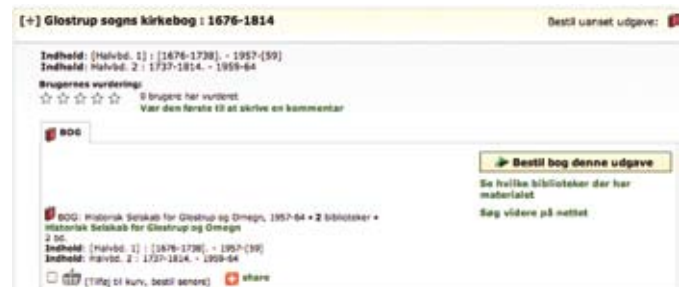 [+] Glostrup sogns kirkebog : 1676-1814
Bestil uanset udgave:
Indhold: [Halvbd. 1] : [1676-1738]. - 1957-[59]
Indhold: Halvbd. 2 : 1737-1814. - 1959-64
Brugernes vurdering:
0 brugere har vurderet
Vær den første til at skrive en kommentar
BOG
Bestil bog denne udgave
Se hvilke biblioteker der har
materialet
Søg videre på nettet
BOG: Historisk Selskab for Glostrup og Omegn, 1957-64 • 2 biblioteker •
Historisk Selskab for Glostrup og Omegn
2 bd.
Indhold: [Halvbd. 1] : [1676-1738]. - 1957-[59]
Indhold: Halvbd. 2 : 1737-1814. - 1959-64
[Tilføj til kurv, bestil senere] share